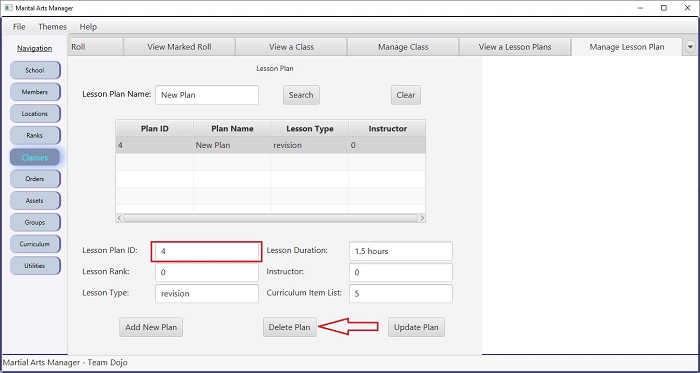 Marital Arts Manager
File Themes Help
Navigation
Roll View Marked Roll View a Class Manage Class View a Lesson Plans Manage Lesson Plan
School
Members
Locations
Ranks
Classes
Orders
Assets
Groups
Curriculum
Utilities
Lesson Plan
Lesson Plan Name: New Plan Search Clear
Plan ID Plan Name Lesson Type Instructor
4 New Plan revision 0
Lesson Plan ID: 4 Lesson Duration: 1.5 hours
Lesson Rank: 0 Instructor: 0
Lesson Type: revision Curriculum Item List: 5
Add New Plan Delete Plan Update Plan
Martial Arts Manager - Team Dojo